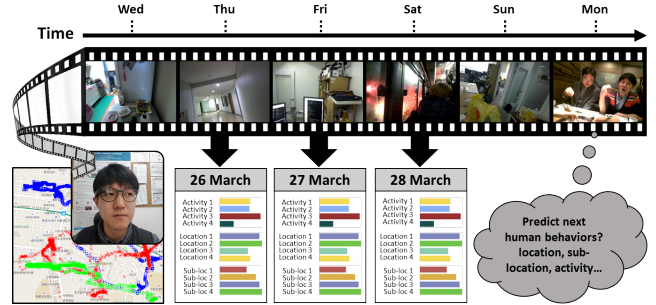 Wed Thu Fri Sat Sun Mon
Time
26 March
Activity 1
Activity 2
Activity 3
Activity 4
Location 1
Location 2
Location 3
Location 4
Sub-loc 1
Sub-loc 2
Sub-loc 3
Sub-loc 4
27 March
Activity 1
Activity 2
Activity 3
Activity 4
Location 1
Location 2
Location 3
Location 4
Sub-loc 1
Sub-loc 2
Sub-loc 3
Sub-loc 4
28 March
Activity 1
Activity 2
Activity 3
Activity 4
Location 1
Location 2
Location 3
Location 4
Sub-loc 1
Sub-loc 2
Sub-loc 3
Sub-loc 4
Predict next
human behaviors?
location, sub-
location, activity...